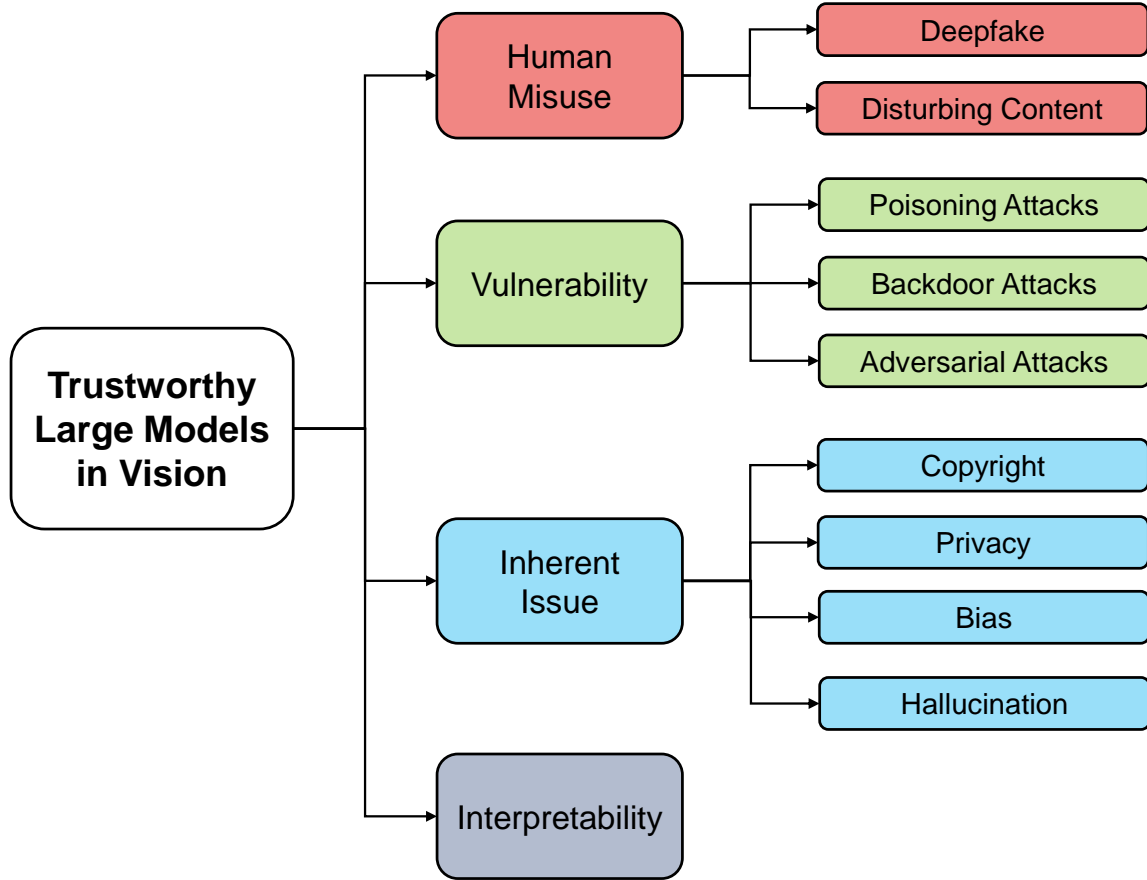 Trustworthy
Large Models
in Vision
Human
Misuse
Deepfake
Disturbing Content
Vulnerability
Poisoning Attacks
Backdoor Attacks
Adversarial Attacks
Inherent
Issue
Copyright
Privacy
Bias
Hallucination
Interpretability